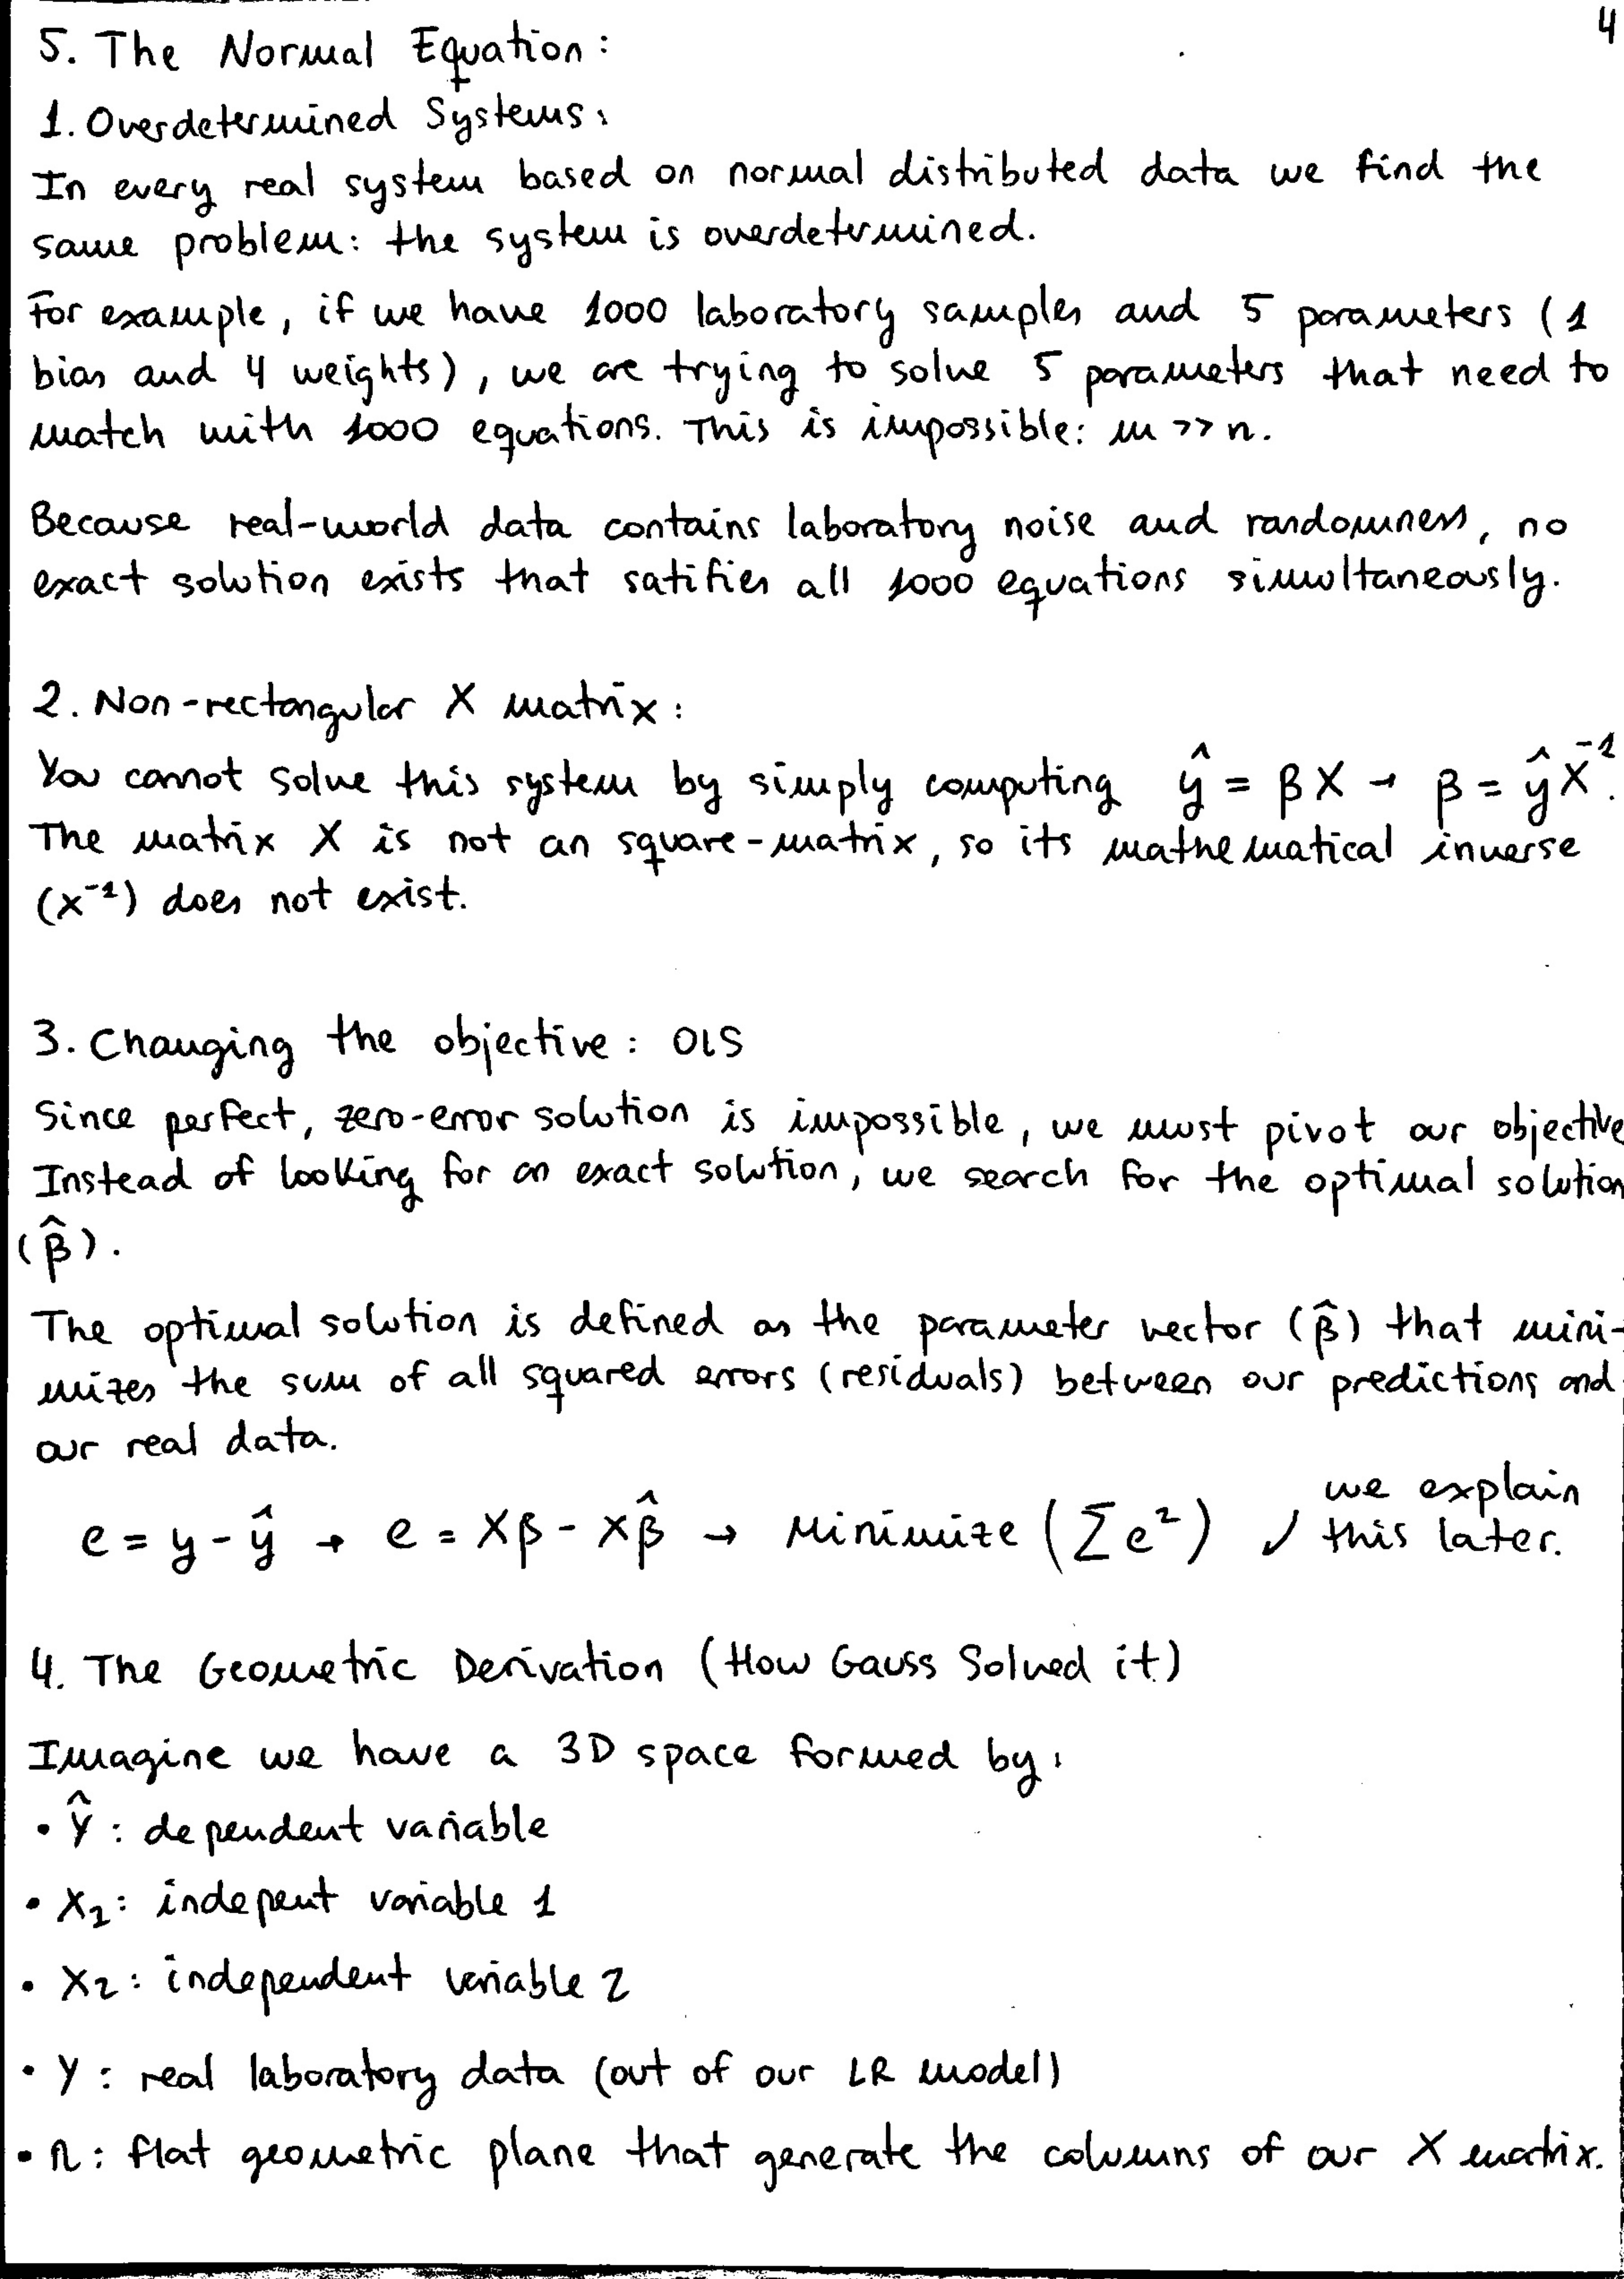 4
5. The Normal Equation:
1. Overdetermined Systems:
In every real system based on normal distributed data we find the
same problem: the system is overdetermined.
For example, if we have 1000 laboratory samples and 5 parameters (1
bias and 4 weights), we are trying to solve 5 parameters that need to
match with 1000 equations. This is impossible: m >> n.
Because real-world data contains laboratory noise and randomness, no
exact solution exists that satifies all 1000 equations simultaneously.
2. Non-rectangular X matrix:
You cannot solve this system by simply computing ŷ = βX → β = ŷX⁻¹.
The matrix X is not an square-matrix, so its mathematical inverse
(x⁻¹) does not exist.
3. Changing the objective: OLS
Since perfect, zero-error solution is impossible, we must pivot our objective
Instead of looking for an exact solution, we search for the optimal solution
(β̂).
The optimal solution is defined as the parameter vector (β̂) that mini-
mizes the sum of all squared errors (residuals) between our predictions and
our real data.
e = y - ŷ → e = Xβ - Xβ̂ → Minimize (∑e²) ✓ we explain
this later.
4. The Geometric Derivation (How Gauss Solved it)
Imagine we have a 3D space formed by:
• Ŷ: dependent variable
• X₁: indepent variable 1
• X₂: independent variable 2
• Y: real laboratory data (out of our LR model)
• Ω: flat geometric plane that generate the columns of our X matrix.